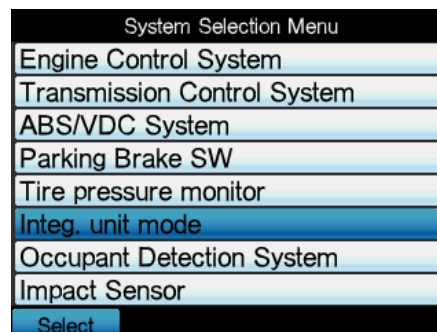 System Selection Menu
Engine Control System
Transmission Control System
ABS/VDC System
Parking Brake SW
Tire pressure monitor
Integ. unit mode
Occupant Detection System
Impact Sensor
Select